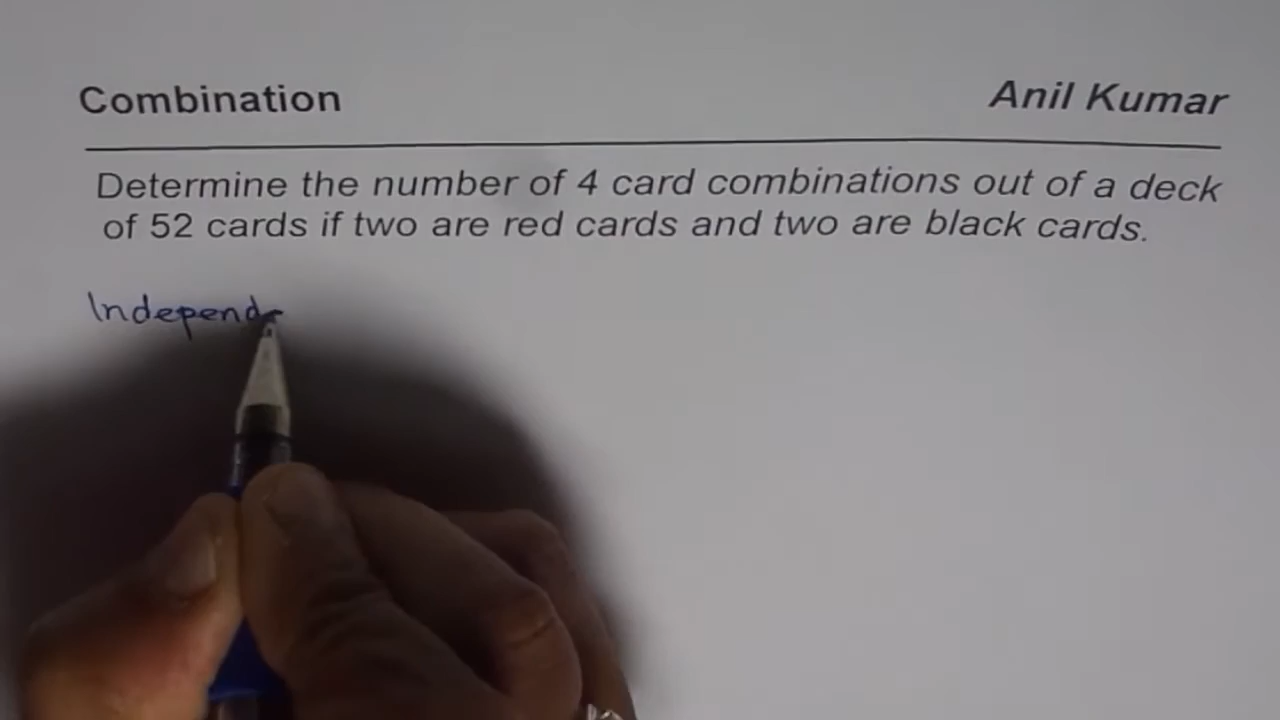 Combination Anil Kumar
Determine the number of 4 card combinations out of a deck
of 52 cards if two are red cards and two are black cards.
Independe